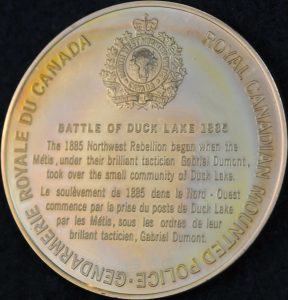 GENDARMERIE ROYALE DU CANADA · ROYAL CANADIAN MOUNTED POLICE ·
BATTLE OF DUCK LAKE 1885
The 1885 Northwest Rebellion began when the
Métis, under their brilliant tactician Gabriel Dumont,
took over the small community of Duck Lake.
Le soulèvement de 1885 dans le Nord - Ouest
commence par la prise du postes de Duck Lake
par les Métis, sous les ordres de leur
brillant tacticien, Gabriel Dumont.